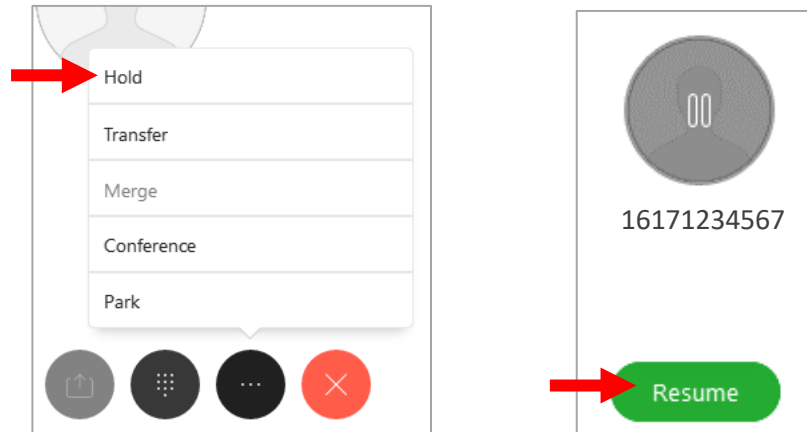 Hold
Transfer
Merge
Conference
Park
16171234567
Resume